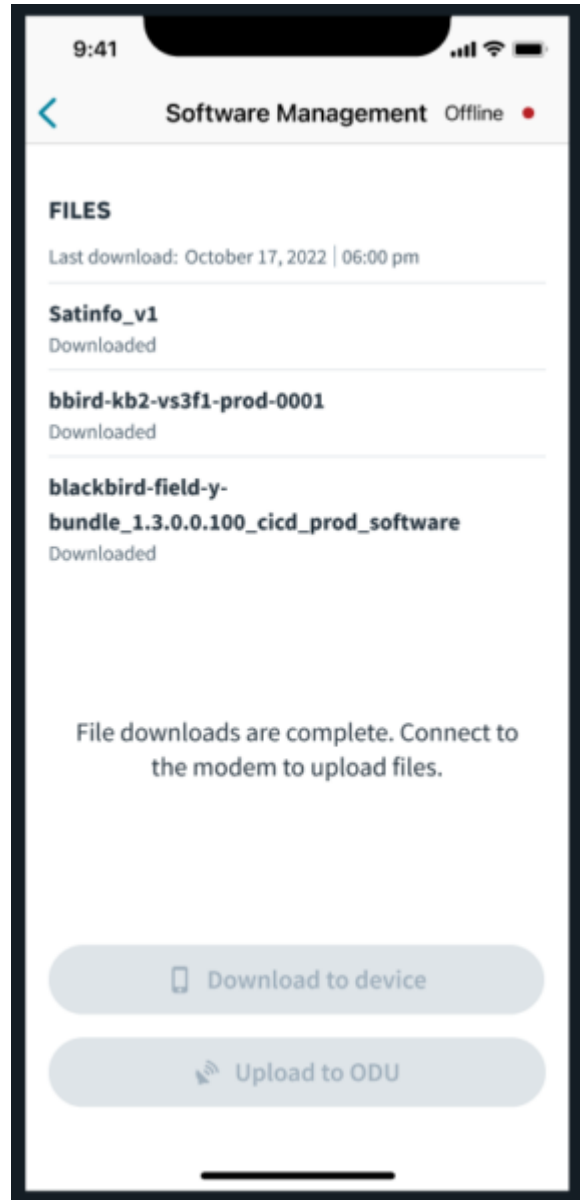 9:41
Software Management Offline
FILES
Last download: October 17, 2022 | 06:00 pm
Satinfo_v1
Downloaded
bbird-kb2-vs3f1-prod-0001
Downloaded
blackbird-field-y-
bundle_1.3.0.0.100_cicd_prod_software
Downloaded
File downloads are complete. Connect to
the modem to upload files.
Download to device
Upload to ODU